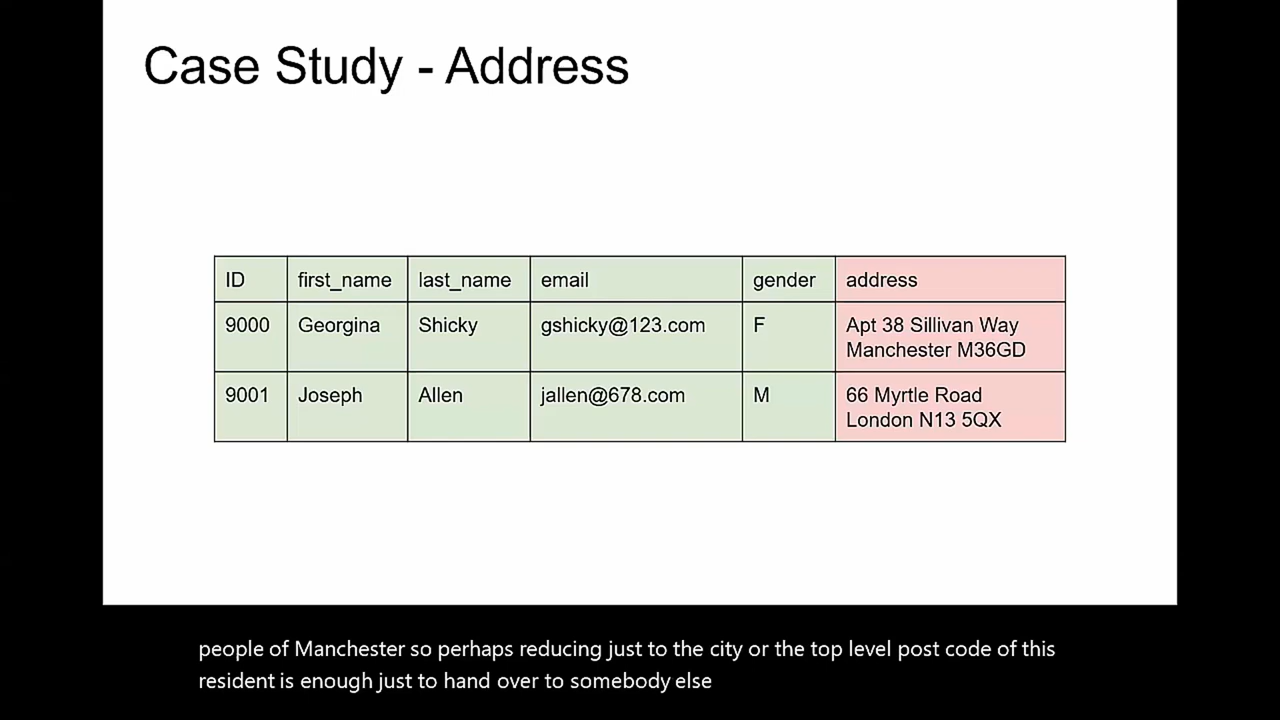 Case Study - Address
ID first_name last_name email gender address
9000 Georgina Shicky gshicky@123.com F Apt 38 Sillivan Way
Manchester M36GD
9001 Joseph Allen jallen@678.com M 66 Myrtle Road
London N13 5QX
people of Manchester so perhaps reducing just to the city or the top level post code of this
resident is enough just to hand over to somebody else